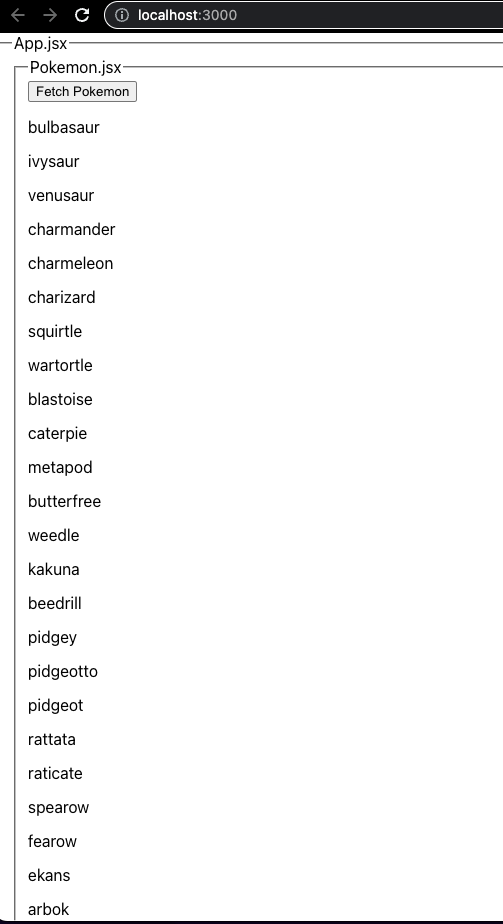 localhost:3000
App.jsx
Pokemon.jsx
Fetch Pokemon
bulbasaur
ivysaur
venusaur
charmander
charmeleon
charizard
squirtle
wartortle
blastoise
caterpie
metapod
butterfree
weedle
kakuna
beedrill
pidgey
pidgeotto
pidgeot
rattata
raticate
spearow
fearow
ekans
arbok